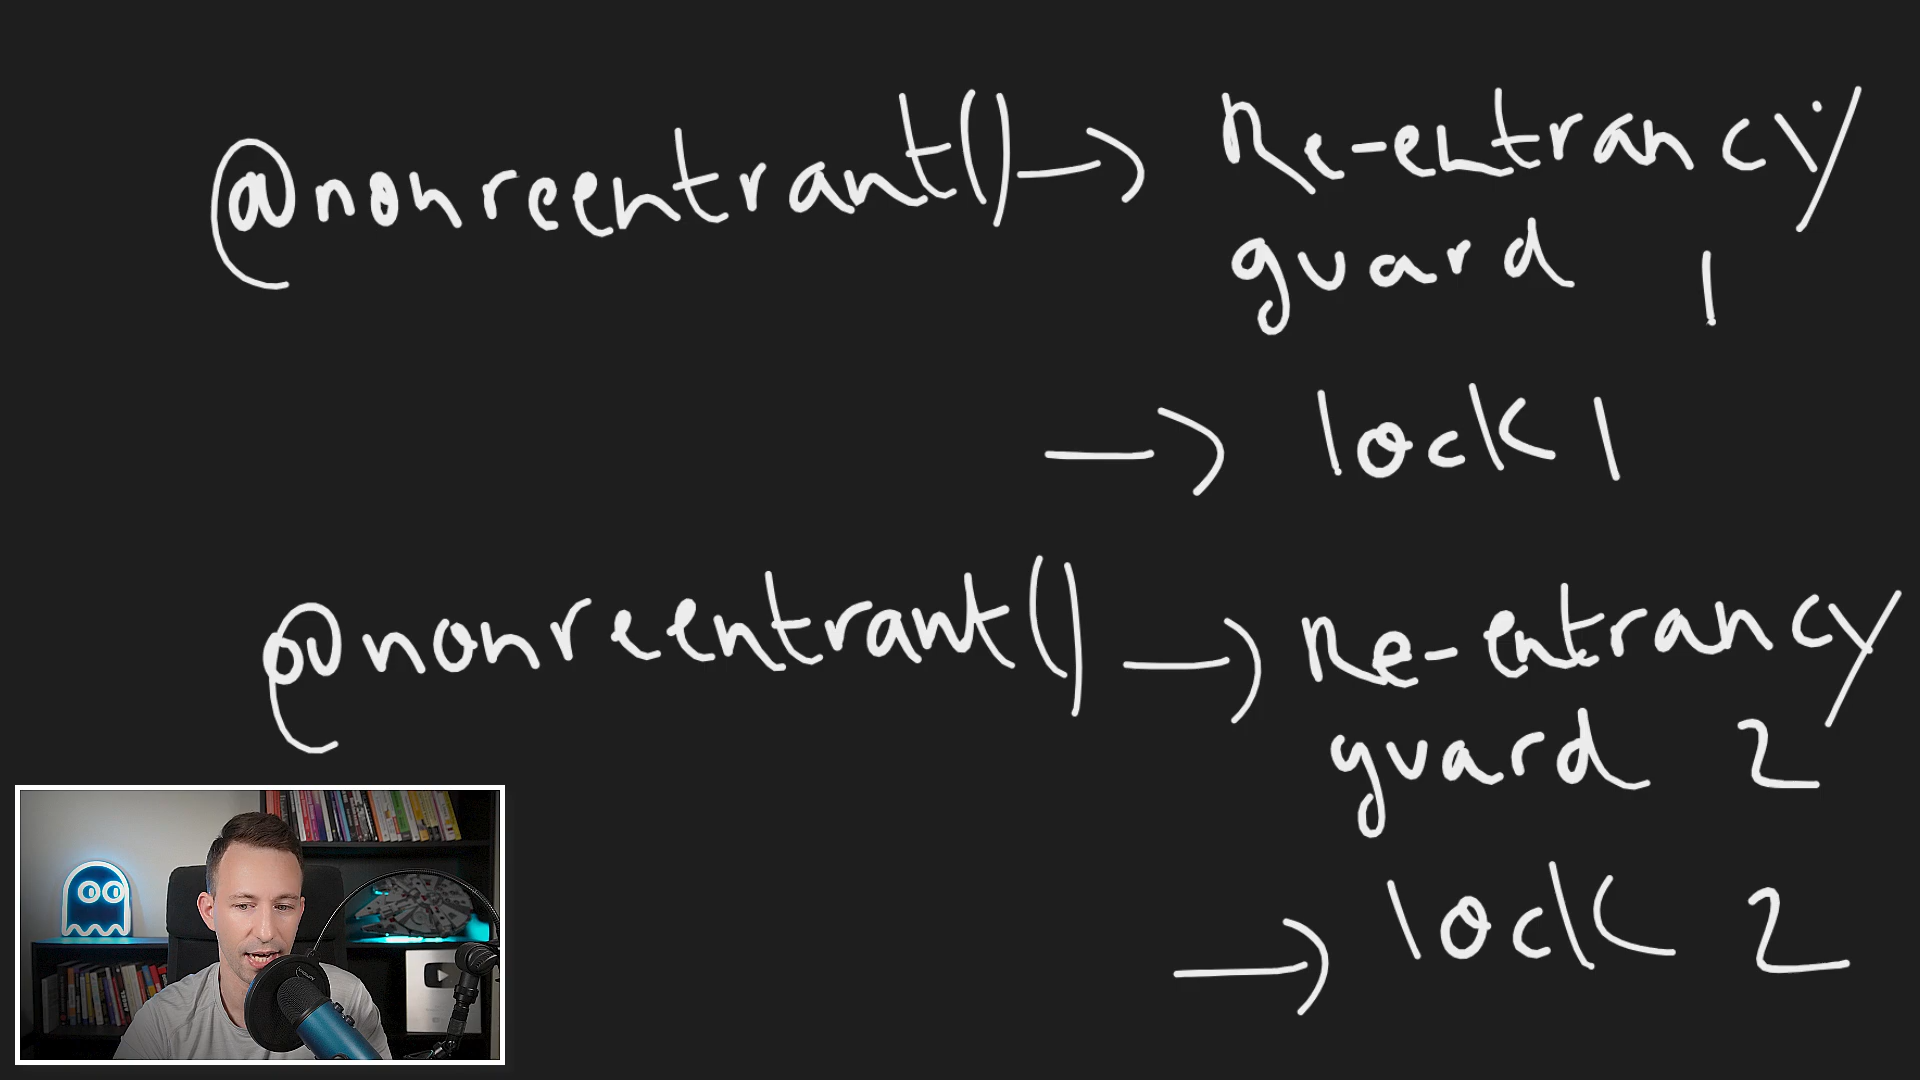 @nonreentrant() → Re-entrancy
guard 1
→ lock 1
@nonreentrant() → Re-entrancy
guard 2
→ lock 2